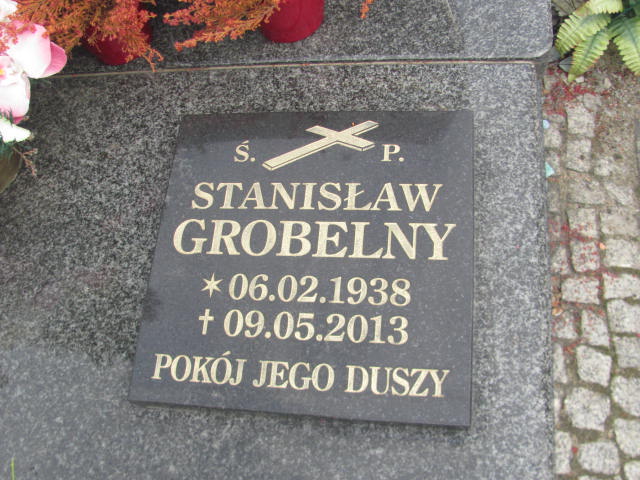 Ś. P.
STANISŁAW
GROBELNY
* 06.02.1938
† 09.05.2013
POKÓJ JEGO DUSZY